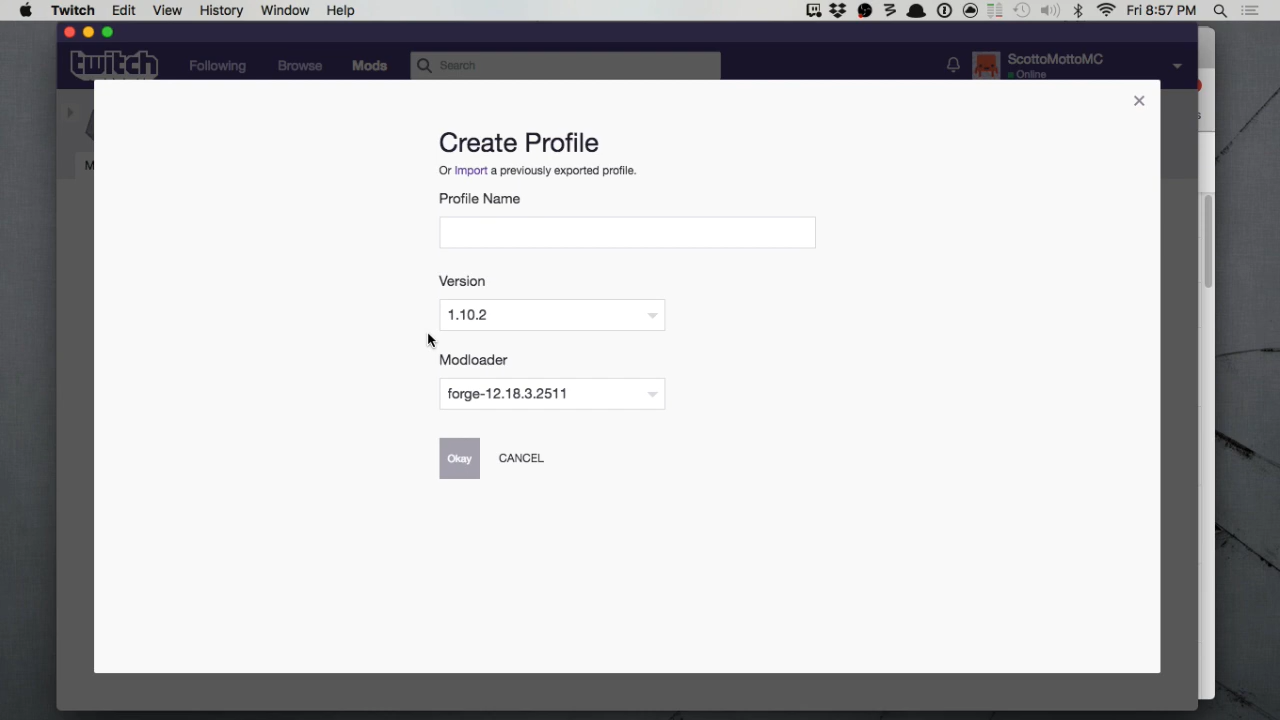 Twitch Edit View History Window Help Fri 8:57 PM
twitch Following Browse Mods Search ScottoMottoMC
Online
M
Create Profile
Or Import a previously exported profile.
Profile Name
Version
1.10.2
Modloader
forge-12.18.3.2511
Okay CANCEL